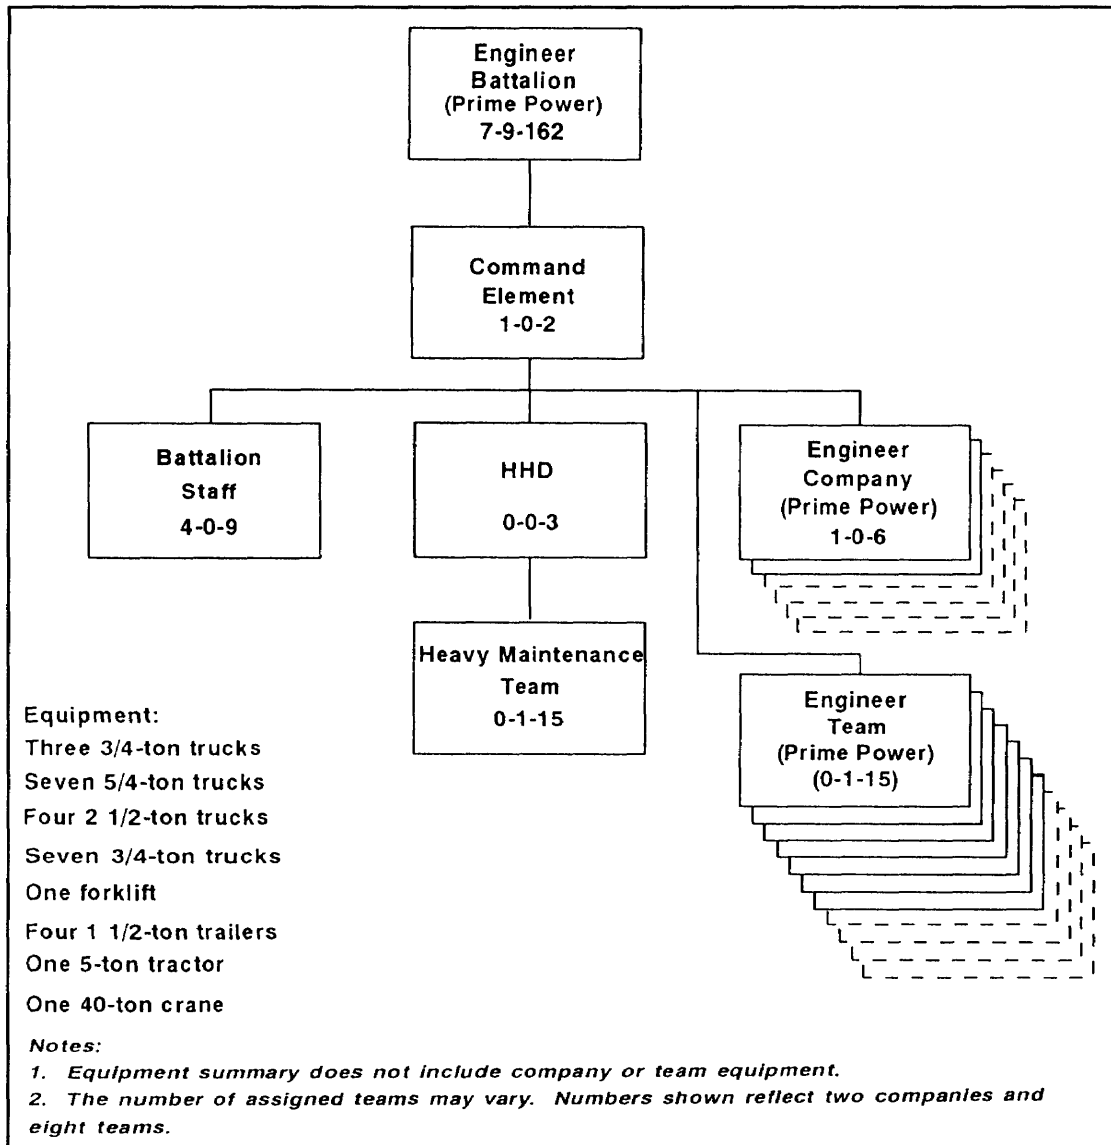 Engineer
Battalion
(Prime Power)
7-9-162
Command
Element
1-0-2
Battalion
Staff
4-0-9
HHD
0-0-3
Engineer
Company
(Prime Power)
1-0-6
Heavy Maintenance
Team
0-1-15
Engineer
Team
(Prime Power)
(0-1-15)
Equipment:
Three 3/4-ton trucks
Seven 5/4-ton trucks
Four 2 1/2-ton trucks
Seven 3/4-ton trucks
One forklift
Four 1 1/2-ton trailers
One 5-ton tractor
One 40-ton crane
Notes:
1. Equipment summary does not include company or team equipment.
2. The number of assigned teams may vary. Numbers shown reflect two companies and
eight teams.